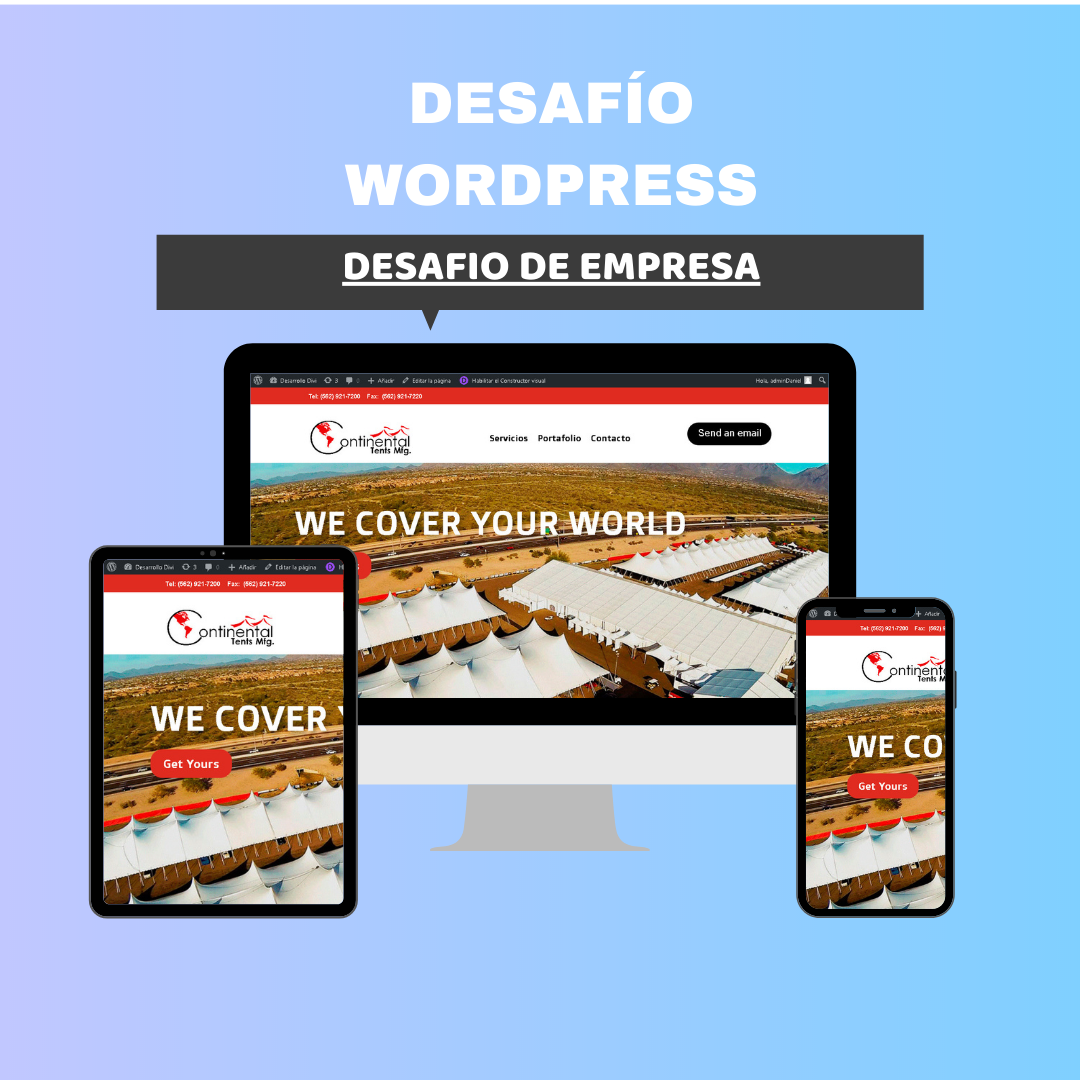 DESAFÍO
WORDPRESS
DESAFIO DE EMPRESA
Desarrollo Divi 3 0 Añadir Editar la página Habilitar el Constructor visual Hola, adminDaniel
Tel: (562) 921-7200 Fax: (562) 921-7220
Continental
Tents Mfg.
Servicios Portafolio Contacto
Send an email
WE COVER YOUR WORLD
Desarrollo Divi 3 0 Añadir Editar la página
Tel: (562) 921-7200 Fax: (562) 921-7220
Continental
Tents Mfg.
WE COVER
Get Yours
Añadir
Tel: (562) 921-7200 Fax: (562)
Continental
Tents M
WE CO
Get Yours